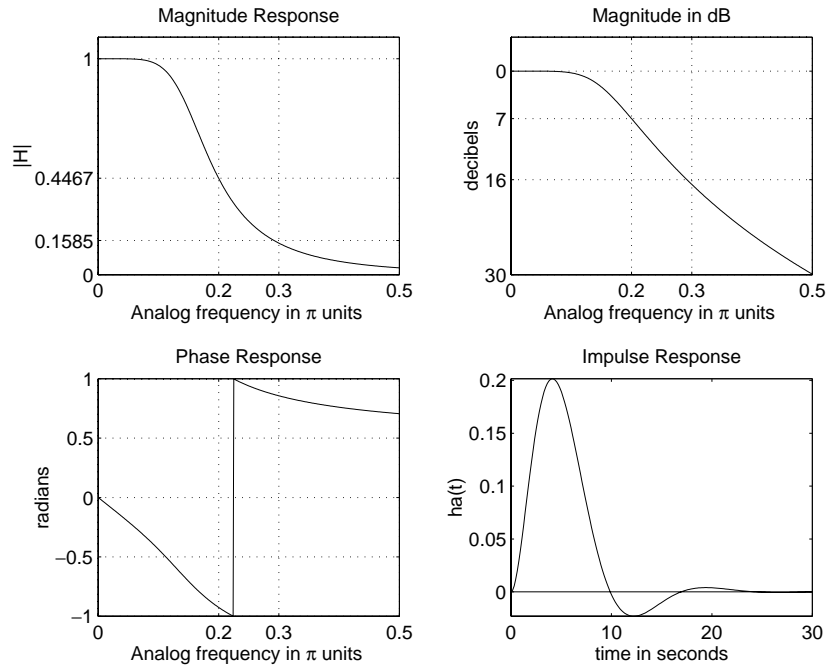 Magnitude Response
|H|
1
0.4467
0.1585
0
0 0.2 0.3 0.5
Analog frequency in π units
Magnitude in dB
decibels
0
7
16
30
0 0.2 0.3 0.5
Analog frequency in π units
Phase Response
radians
1
0.5
0
−0.5
−1
0 0.2 0.3 0.5
Analog frequency in π units
Impulse Response
ha(t)
0.2
0.15
0.1
0.05
0
0 10 20 30
time in seconds